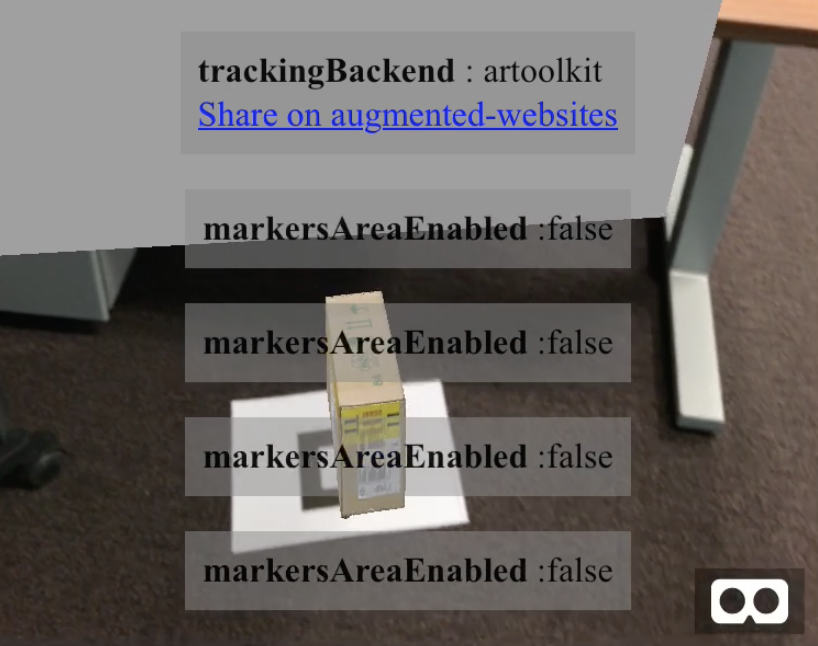 trackingBackend : artoolkit
Share on augmented-websites
markersAreaEnabled :false
markersAreaEnabled :false
markersAreaEnabled :false
markersAreaEnabled :false